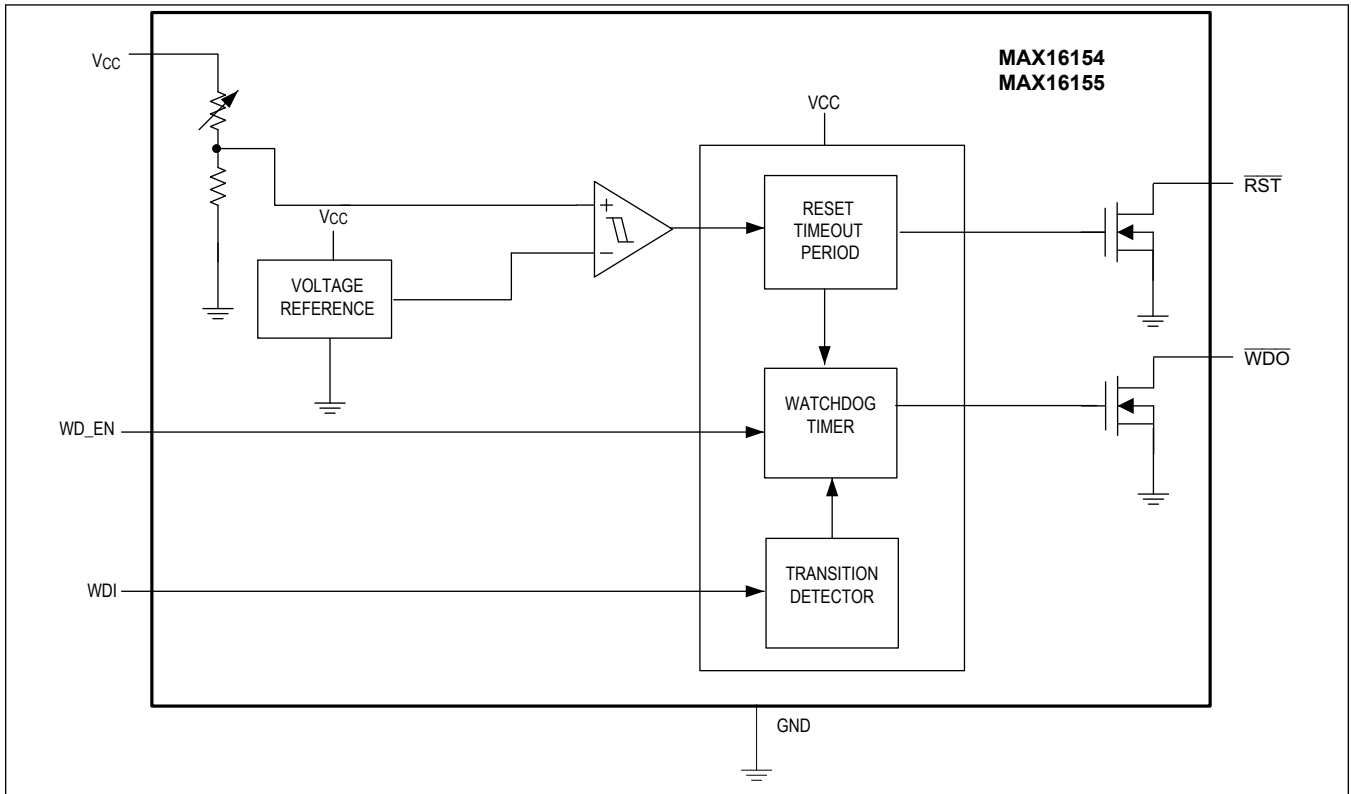 MAX16154
MAX16155
VCC
VCC
RESET
TIMEOUT
PERIOD
RST
+
−
VCC
VOLTAGE
REFERENCE
WATCHDOG
TIMER
WDO
WD_EN
TRANSITION
DETECTOR
WDI
GND